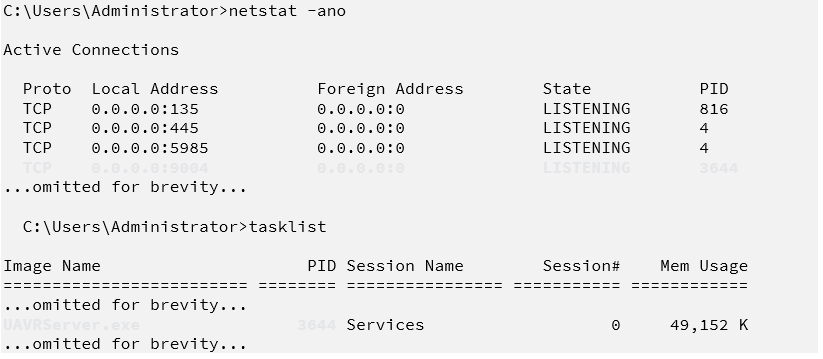 C:\Users\Administrator>netstat -ano
Active Connections
Proto Local Address Foreign Address State PID
TCP 0.0.0.0:135 0.0.0.0:0 LISTENING 816
TCP 0.0.0.0:445 0.0.0.0:0 LISTENING 4
TCP 0.0.0.0:5985 0.0.0.0:0 LISTENING 4
TCP 0.0.0.0:9004 0.0.0.0:0 LISTENING 3644
...omitted for brevity...
C:\Users\Administrator>tasklist
Image Name PID Session Name Session# Mem Usage
========================= ======== ================ =========== ============
...omitted for brevity...
UAVRServer.exe 3644 Services 0 49,152 K
...omitted for brevity...